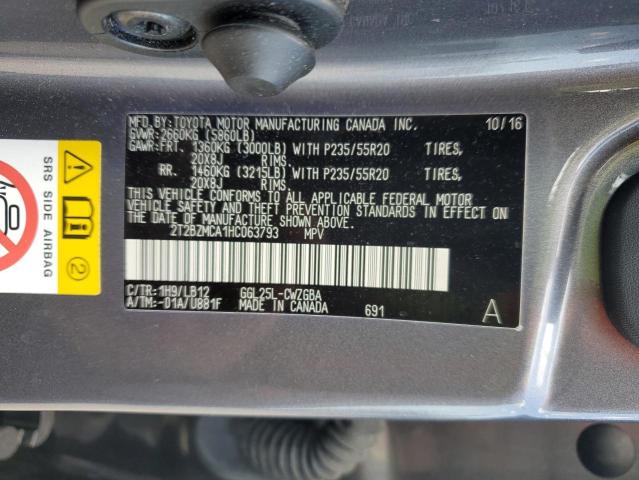 MFD. BY: TOYOTA MOTOR MANUFACTURING CANADA INC. 10/16
GVWR: 2660KG (5860LB)
GAWR: FRT. 1360KG (3000LB) WITH P235/55R20 TIRES,
20X8J RIMS,
RR. 1460KG (3215LB) WITH P235/55R20 TIRES,
20X8J RIMS.
THIS VEHICLE CONFORMS TO ALL APPLICABLE FEDERAL MOTOR
VEHICLE SAFETY AND THEFT PREVENTION STANDARDS IN EFFECT ON
THE DATE OF MANUFACTURE SHOWN ABOVE.
2T2BZMCA1HC063793 MPV
C/TR: 1H9/LB12 GGL25L-CWZGBA
A/TM: -01A/U881F MADE IN CANADA 691 A
SRS SIDE AIRBAG
2